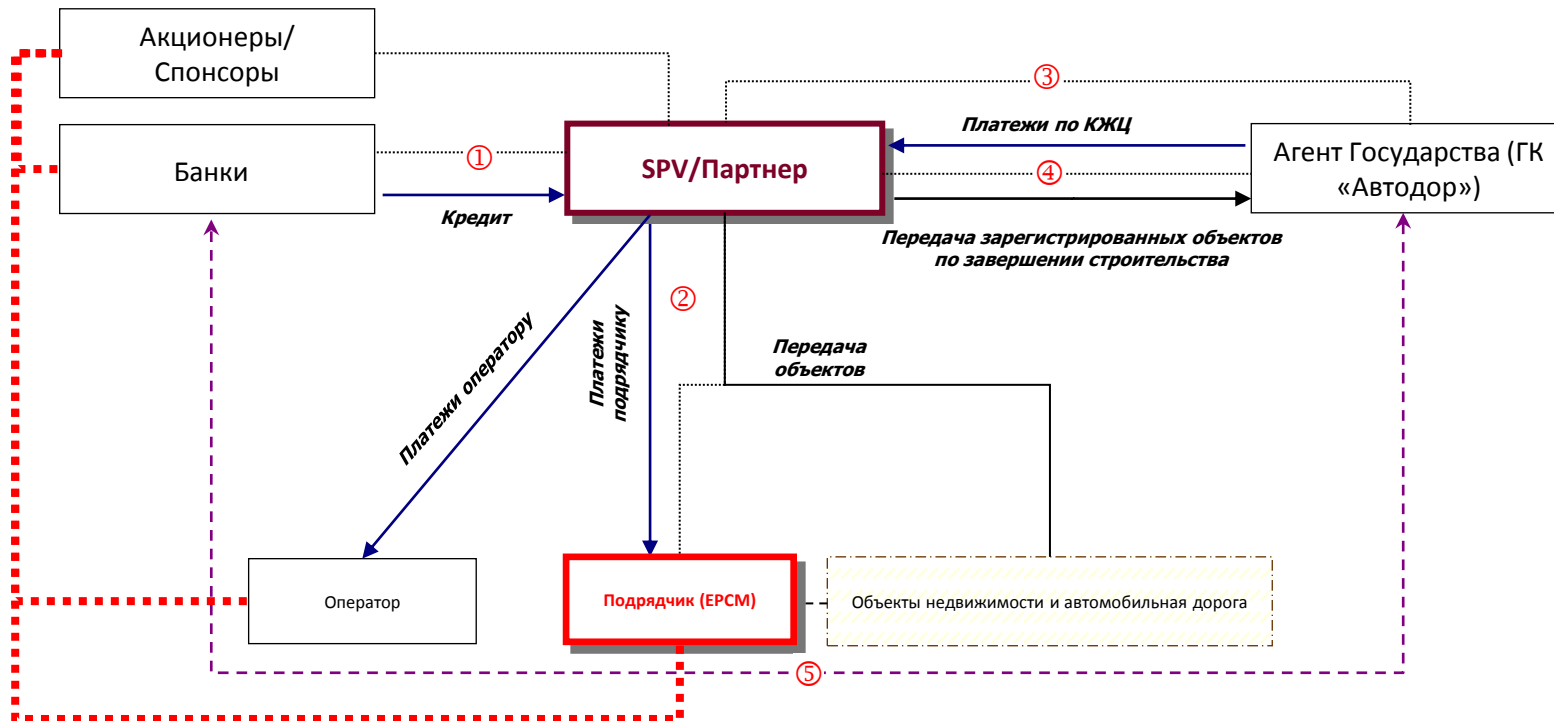 Акционеры/
Спонсоры
③
Платежи по КЖЦ
Банки
①
SPV/Партнер
④
Агент Государства (ГК
«Автодор»)
Кредит
Передача зарегистрированных объектов
по завершении строительства
②
Платежи оператору
Платежи
подрядчику
Передача
объектов
Оператор
Подрядчик (EPCM)
Объекты недвижимости и автомобильная дорога
⑤